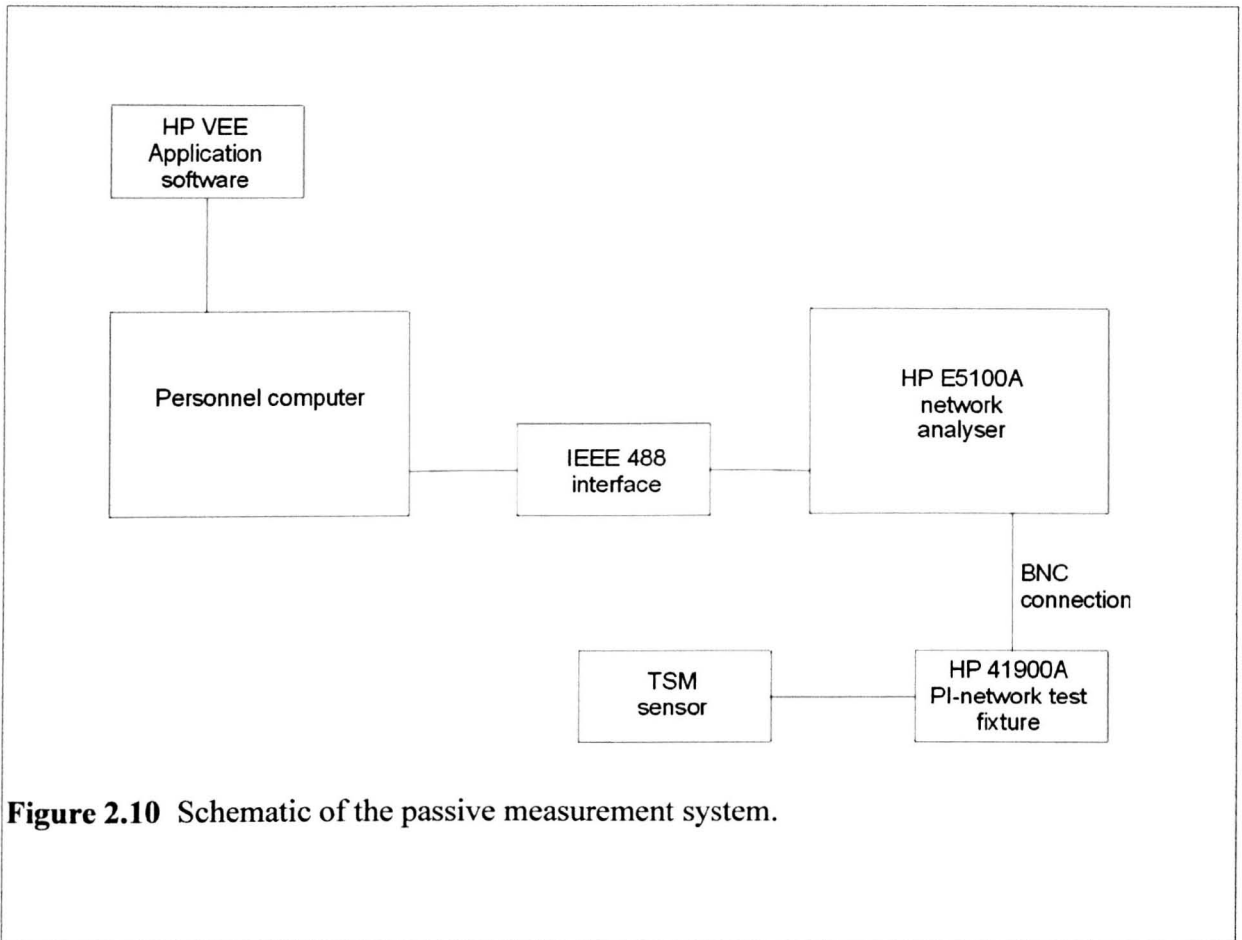 HP VEE
Application
software
Personnel computer
IEEE 488
interface
HP E5100A
network
analyser
BNC
connection
TSM
sensor
HP 41900A
PI-network test
fixture
Figure 2.10 Schematic of the passive measurement system.